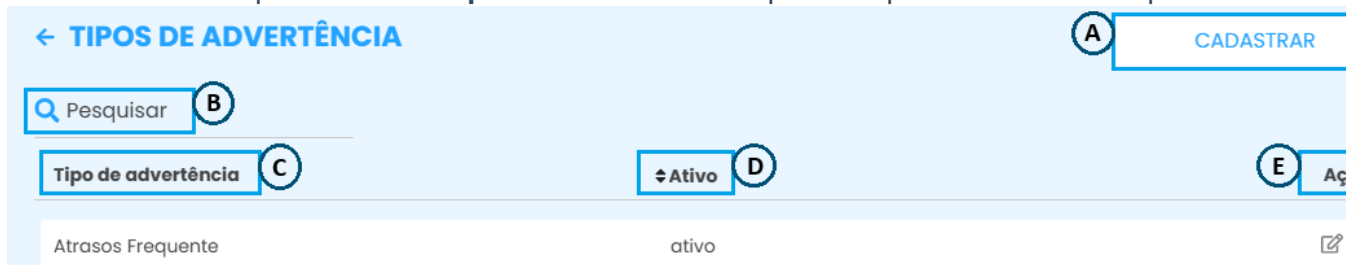 TIPOS DE ADVERTÊNCIA
A
CADASTRAR
Pesquisar
B
Tipo de advertência
C
Ativo
D
E
Atrasos Frequente
ativo